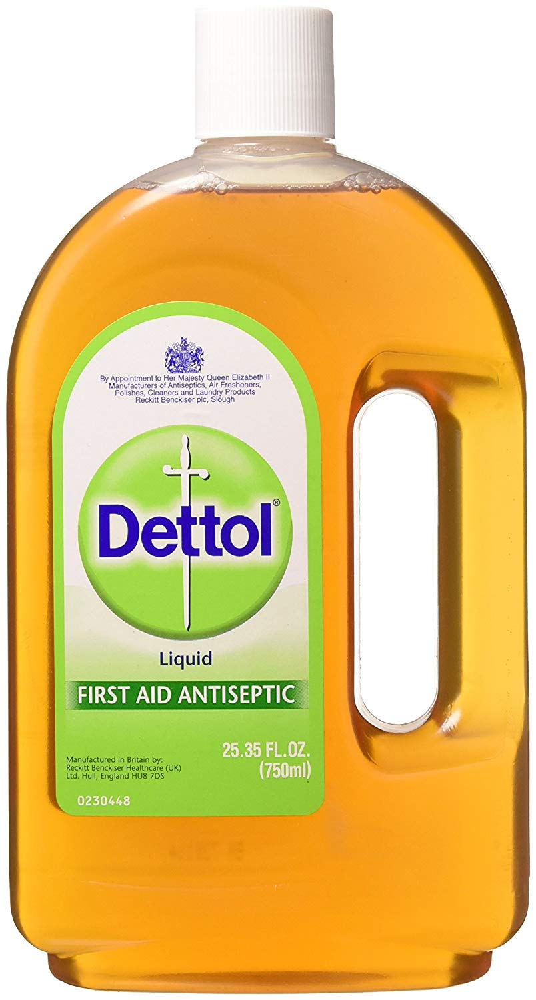 By Appointment to Her Majesty Queen Elizabeth II
Manufacturers of Antiseptics, Air Fresheners,
Polishes, Cleaners and Laundry Products
Reckitt Benckiser plc, Slough
Dettol®
Liquid
FIRST AID ANTISEPTIC
25.35 FL.OZ.
(750ml)
Manufactured in Britain by:
Reckitt Benckiser Healthcare (UK)
Ltd. Hull, England HU8 7DS
0230448